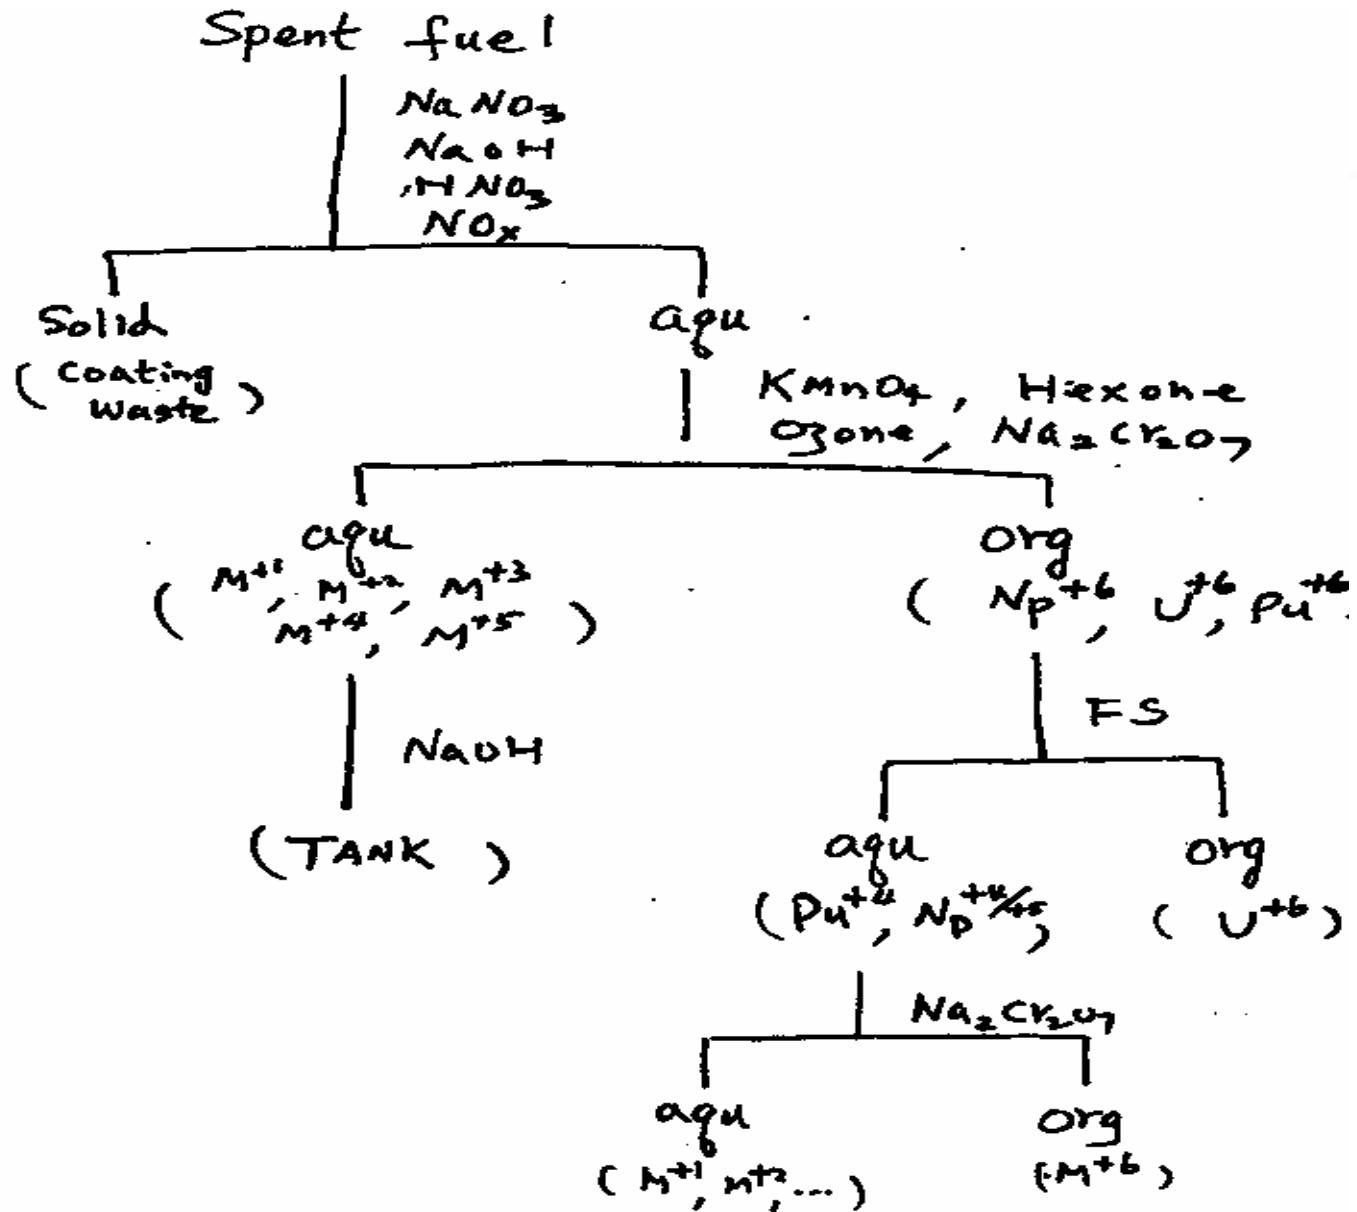 Spent fuel
NaNO3
NaOH
,HNO3
NOx
Solid
(Coating
Waste)
aqu
KMnO4, Hexone
Ozone, Na2Cr2O7
aqu
(M+1, M+2, M+3
M+4, M+5)
org
(Np+6, U+6, Pu+6,
NaOH
(TANK)
FS
aqu
(Pu+4, Np+4/+5,)
org
(U+6)
Na2Cr2O7
aqu
(M+1, M+2, ...)
org
(M+6)